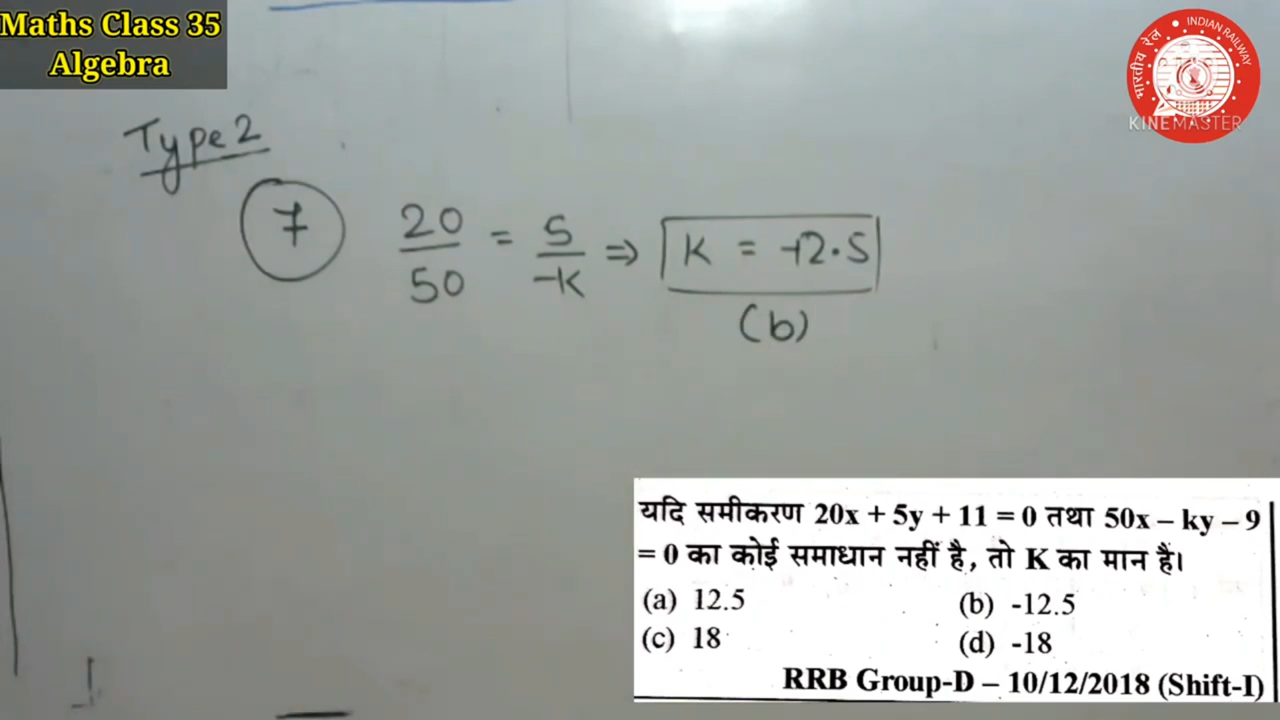 Maths Class 35
Algebra
भारतीय रेल
INDIAN RAILWAY
KINEMASTER
Type 2
7 20/50 = 5/-K ⇒ K = -12.5
(b)
यदि समीकरण 20x + 5y + 11 = 0 तथा 50x – ky – 9
= 0 का कोई समाधान नहीं है, तो K का मान है।
(a) 12.5 (b) -12.5
(c) 18 (d) -18
RRB Group-D – 10/12/2018 (Shift-I)